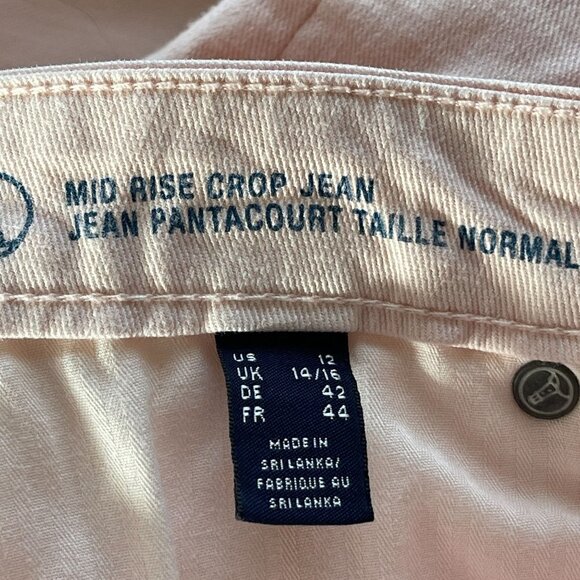 MID RISE CROP JEAN
JEAN PANTACOURT TAILLE NORMAL
US 12
UK 14/16
DE 42
FR 44
MADE IN
SRI LANKA/
FABRIQUE AU
SRI LANKA